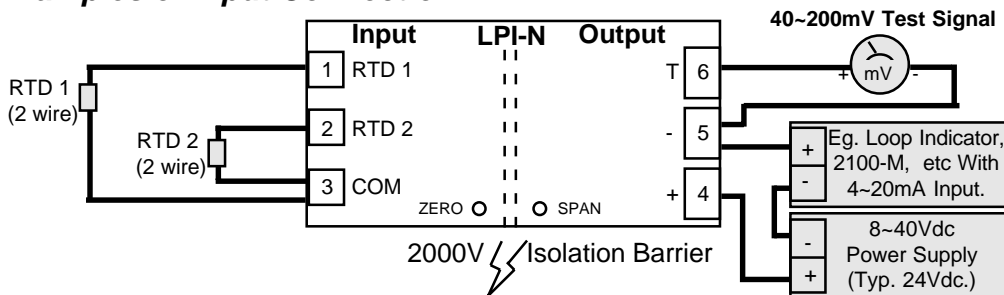 40~200mV Test Signal
Input LPI-N Output
1 RTD 1
T 6
+ mV -
RTD 1
(2 wire)
2 RTD 2
- 5
RTD 2
(2 wire)
+ Eg. Loop Indicator,
2100-M, etc With
- 4~20mA Input.
3 COM
+ 4
ZERO SPAN
8~40Vdc
- Power Supply
+ (Typ. 24Vdc.)
2000V Isolation Barrier